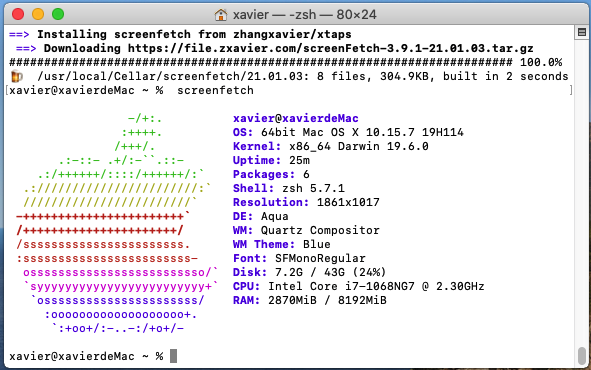 xavier — -zsh — 80×24
==> Installing screenfetch from zhangxavier/xtaps
==> Downloading https://file.zxavier.com/screenFetch-3.9.1-21.01.03.tar.gz
######################################################################## 100.0%
🍺  /usr/local/Cellar/screenfetch/21.01.03: 8 files, 304.9KB, built in 2 seconds
[xavier@xavierdeMac ~ %  screenfetch ]
-/+:. xavier@xavierdeMac
:++++. OS: 64bit Mac OS X 10.15.7 19H114
/+++/. Kernel: x86_64 Darwin 19.6.0
.:-::- .+/:-``.::- Uptime: 25m
.:/++++++/::::/++++++/:` Packages: 6
.:///////////////////////:` Shell: zsh 5.7.1
////////////////////////` Resolution: 1861x1017
-+++++++++++++++++++++++` DE: Aqua
/++++++++++++++++++++++/ WM: Quartz Compositor
/sssssssssssssssssssssss. WM Theme: Blue
:ssssssssssssssssssssssss- Font: SFMonoRegular
osssssssssssssssssssssssso/` Disk: 7.2G / 43G (24%)
`syyyyyyyyyyyyyyyyyyyyyyyy+` CPU: Intel Core i7-1068NG7 @ 2.30GHz
`ossssssssssssssssssssss/ RAM: 2870MiB / 8192MiB
:ooooooooooooooooooo+.
`:+oo+/:-..-:/+o+/-
xavier@xavierdeMac ~ %